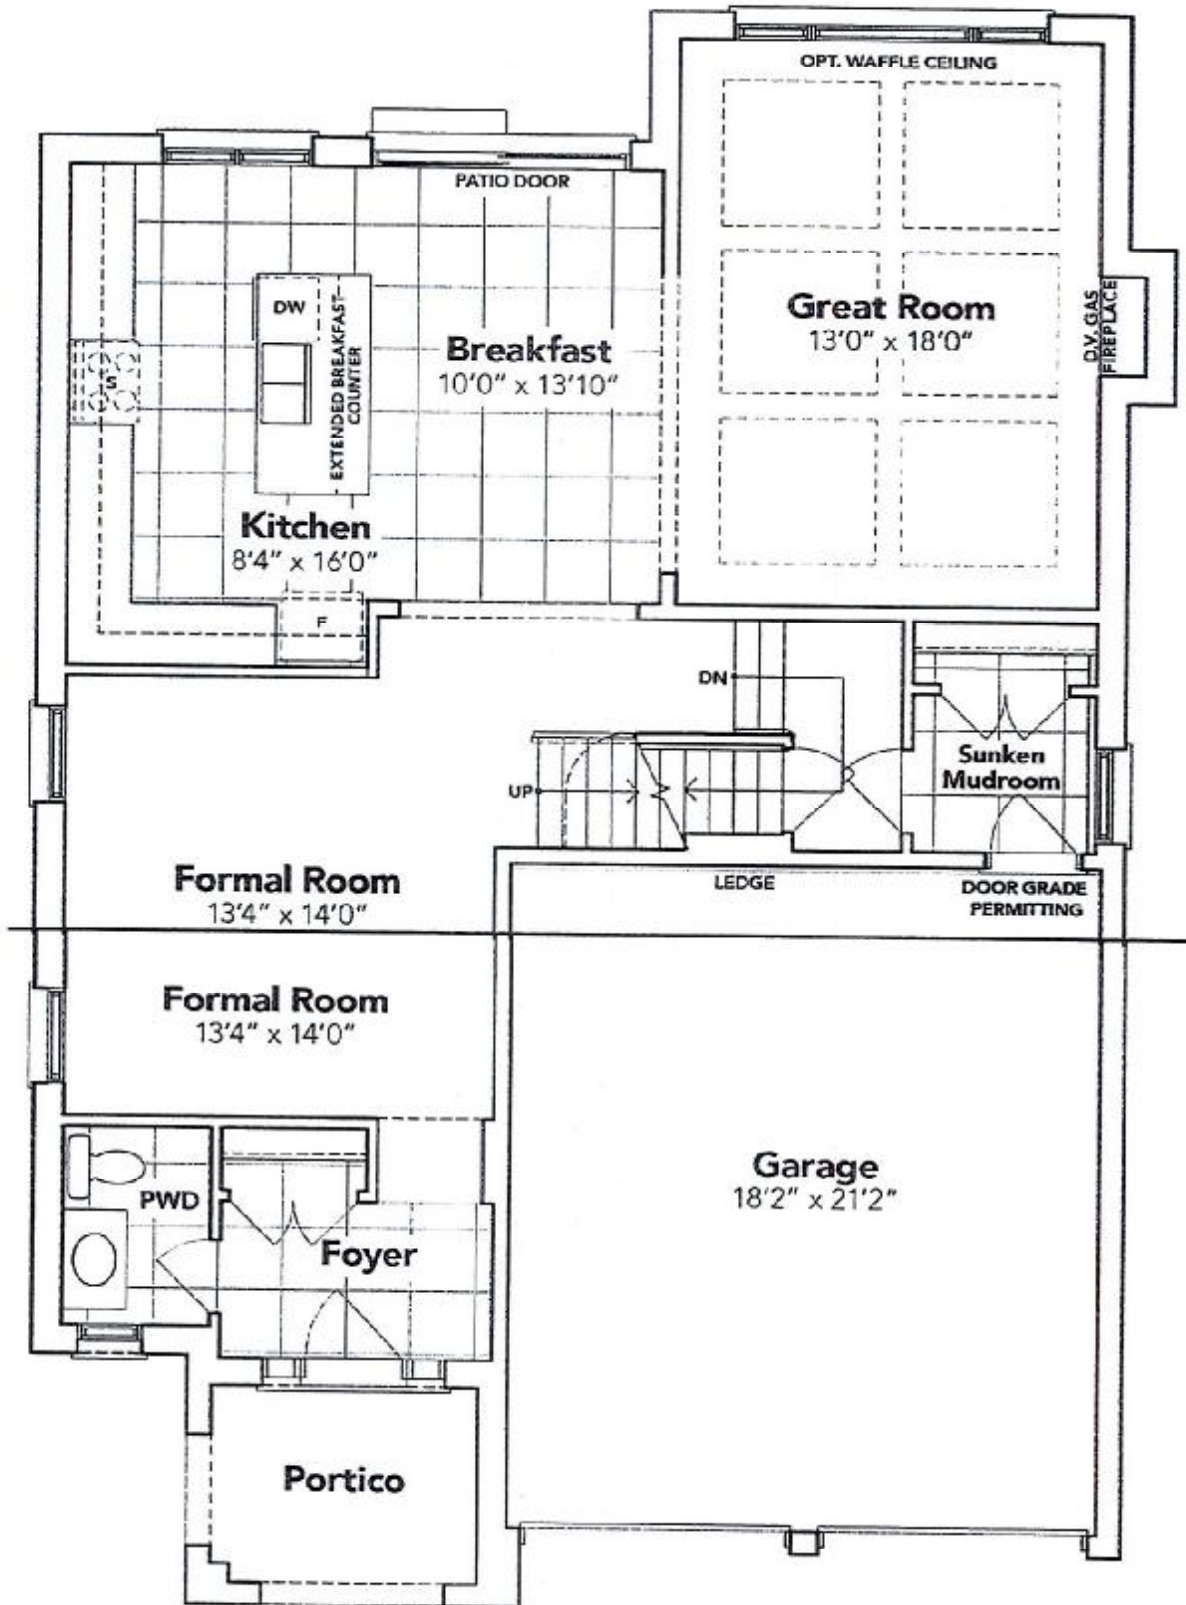 OPT. WAFFLE CEILING
PATIO DOOR
DW
EXTENDED BREAKFAST
COUNTER
S
Breakfast
10'0" x 13'10"
Great Room
13'0" x 18'0"
D.V. GAS
FIREPLACE
Kitchen
8'4" x 16'0"
F
DN
UP
Sunken
Mudroom
Formal Room
13'4" x 14'0"
LEDGE
DOOR GRADE
PERMITTING
Formal Room
13'4" x 14'0"
Garage
18'2" x 21'2"
PWD
Foyer
Portico